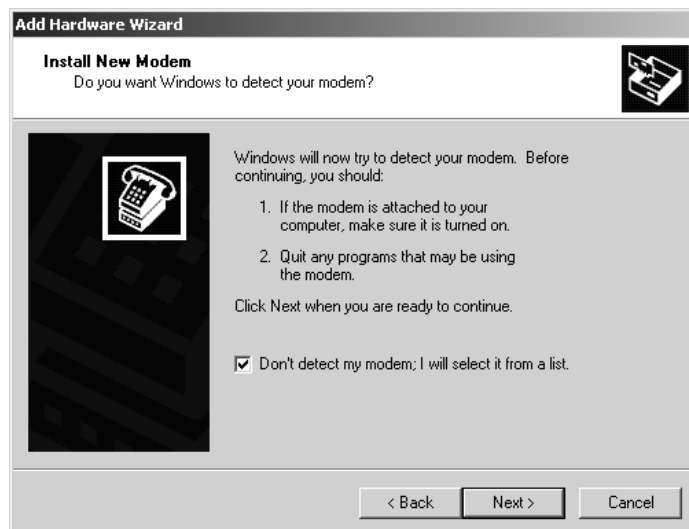 Add Hardware Wizard
Install New Modem
Do you want Windows to detect your modem?
Windows will now try to detect your modem. Before
continuing, you should:
1. If the modem is attached to your
computer, make sure it is turned on.
2. Quit any programs that may be using
the modem.
Click Next when you are ready to continue.
Don't detect my modem; I will select it from a list.
< Back Next > Cancel